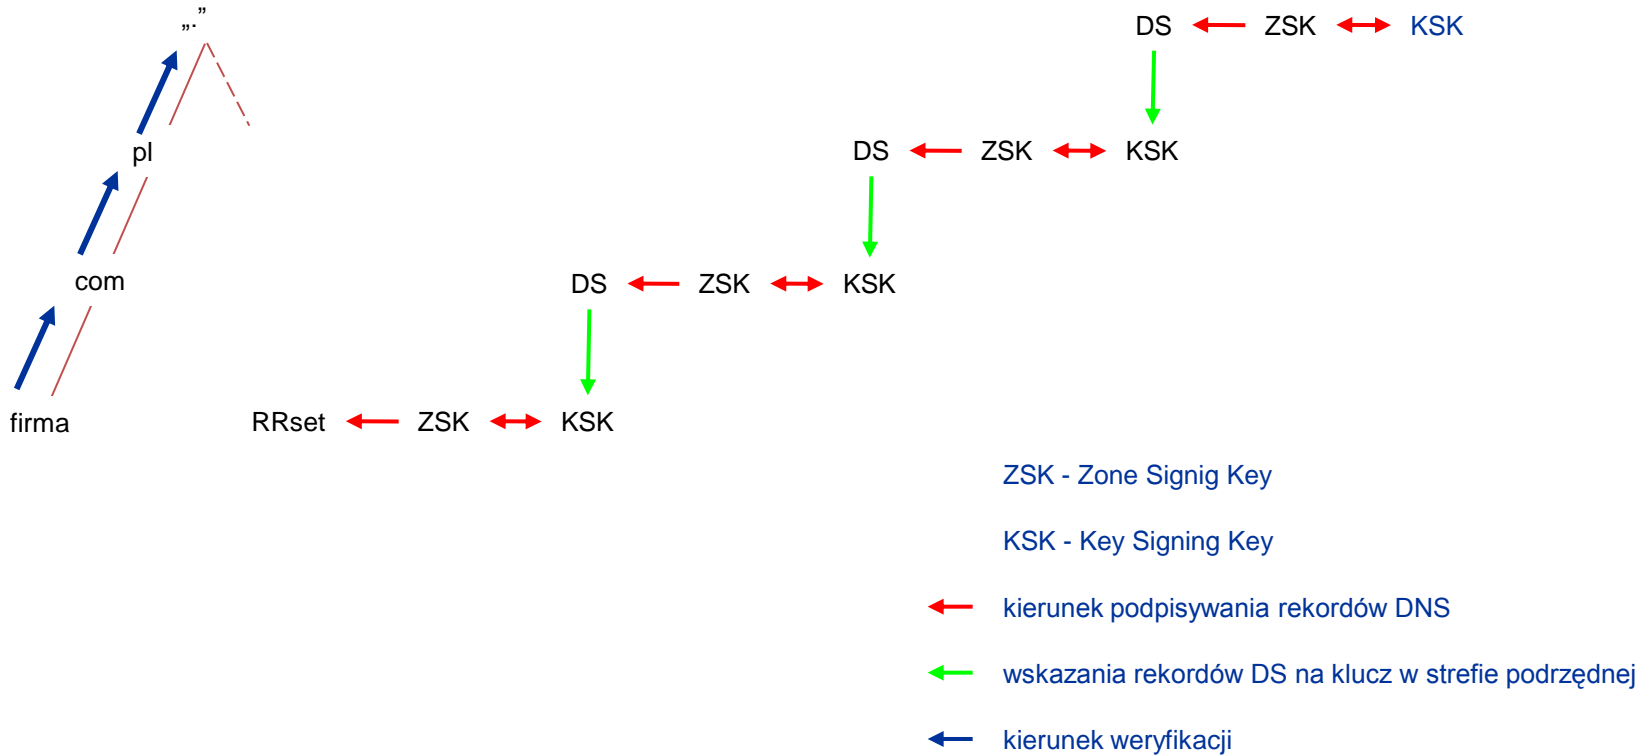 „.”
DS ZSK KSK
pl DS ZSK KSK
com DS ZSK KSK
firma RRset ZSK KSK
ZSK - Zone Signig Key
KSK - Key Signing Key
kierunek podpisywania rekordów DNS
wskazania rekordów DS na klucz w strefie podrzędnej
kierunek weryfikacji